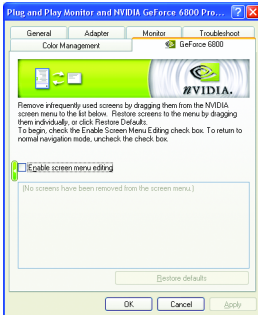 Plug and Play Monitor and NVIDIA GeForce 6800 Pro...
General Adapter Monitor Troubleshoot
Color Management GeForce 6800
NVIDIA.
Remove infrequently used screens by dragging them from the NVIDIA
screen menu to the list below. Restore screens to the menu by dragging
them individually, or click Restore Defaults.
To begin, check the Enable Screen Menu Editing check box. To return to
normal navigation mode, uncheck the check box.
Enable screen menu editing
(No screens have been removed from the screen menu.)
Restore defaults
OK Cancel Apply